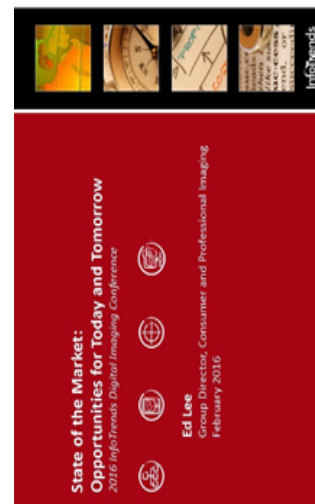 State of the Market:
Opportunities for Today and Tomorrow
2016 InfoTrends Digital Imaging Conference
Ed Lee
Group Director, Consumer and Professional Imaging
February 2016
InfoTrends